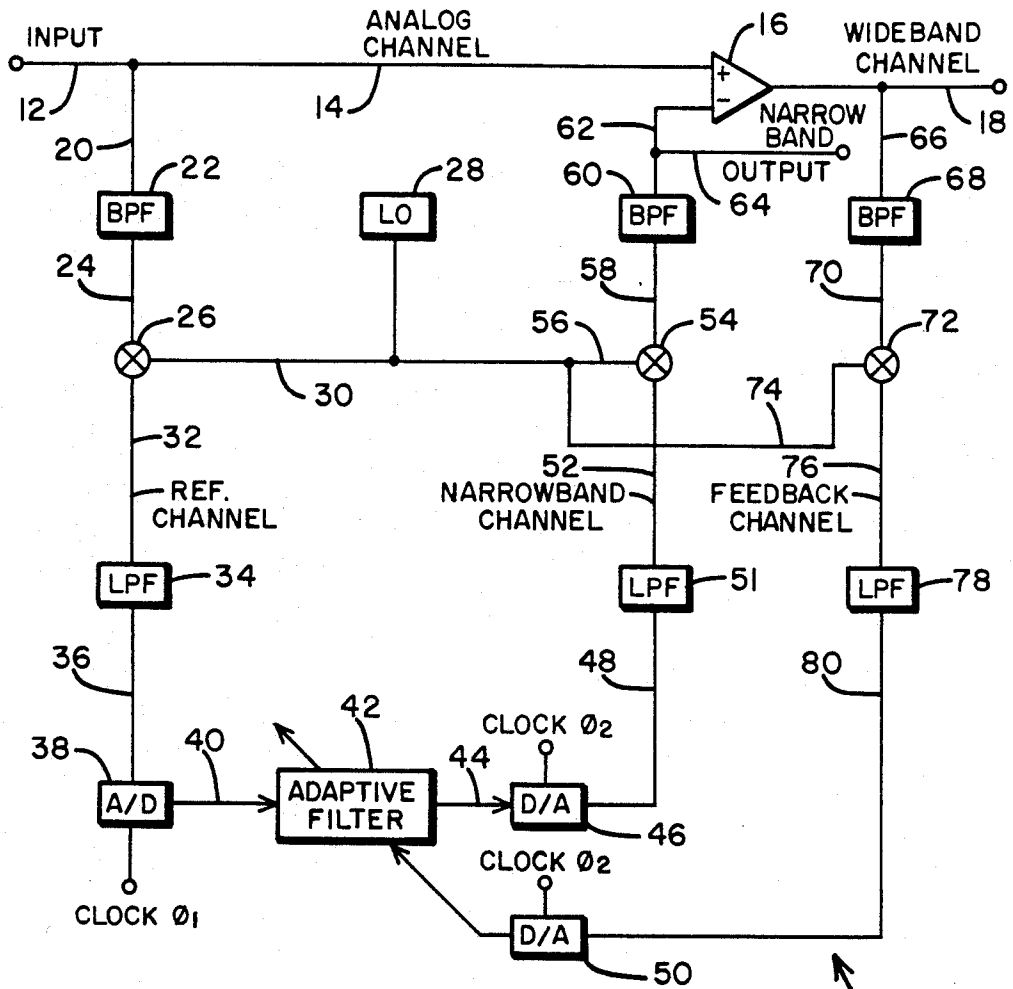 INPUT
ANALOG
CHANNEL
16
WIDEBAND
CHANNEL
12
14
+
−
18
20
62
NARROW
BAND
OUTPUT
66
22
28
60
64
68
BPF
LO
BPF
BPF
24
58
70
26
56
54
72
30
74
32
52
76
REF.
CHANNEL
NARROWBAND
CHANNEL
FEEDBACK
CHANNEL
LPF
34
LPF
51
LPF
78
36
48
80
42
CLOCK Ø2
38
40
44
A/D
ADAPTIVE
FILTER
D/A
46
CLOCK Ø2
CLOCK Ø1
D/A
50